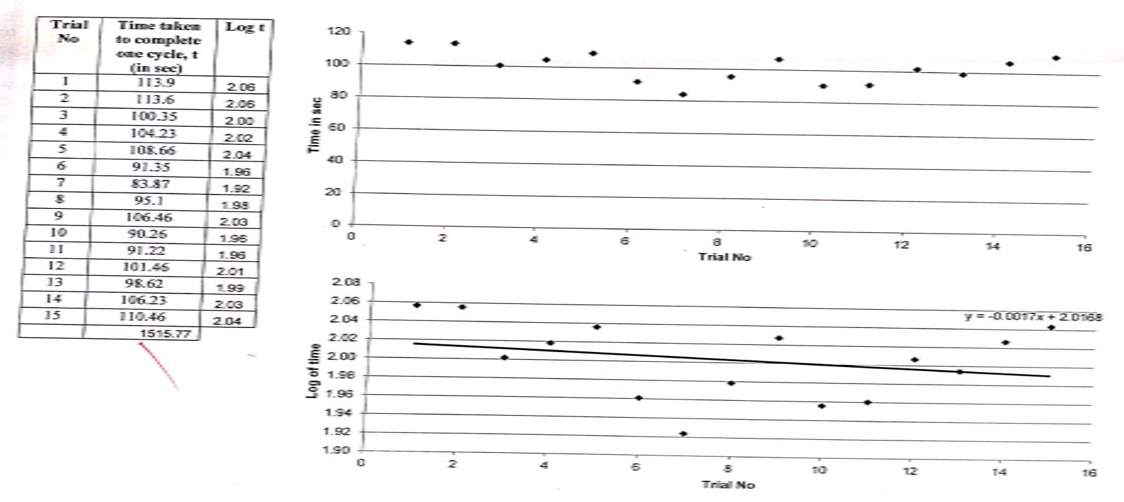 Trial No
Time taken to complete one cycle, t (in sec)
Log t
1 113.9 2.06
2 113.6 2.06
3 100.35 2.00
4 104.23 2.02
5 108.66 2.04
6 91.35 1.96
7 83.87 1.92
8 95.1 1.98
9 106.46 2.03
10 90.26 1.96
11 91.22 1.96
12 101.46 2.01
13 98.62 1.99
14 106.23 2.03
15 110.46 2.04
1515.77
120
100
80
60
40
20
0
Time in sec
0 2 4 6 8 10 12 14 16
Trial No
2.08
2.06
2.04
2.02
2.00
1.98
1.96
1.94
1.92
1.90
Log of time
y = -0.0017x + 2.0168
0 2 4 6 8 10 12 14 16
Trial No